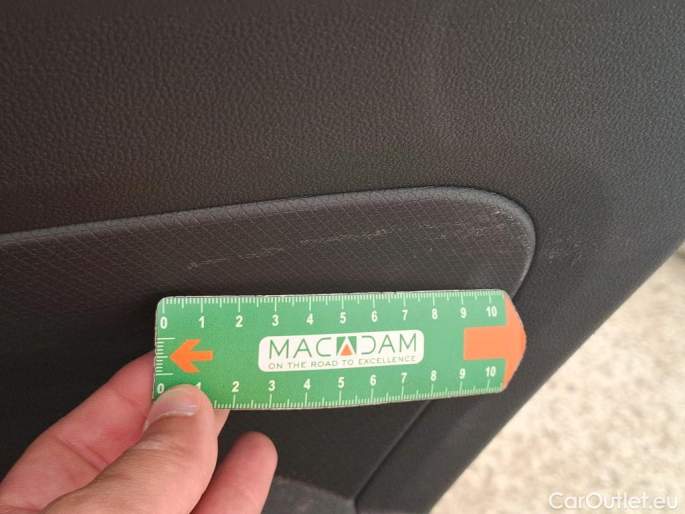 0 1 2 3 4 5 6 7 8 9 10
MACADAM
ON THE ROAD TO EXCELLENCE
0 1 2 3 4 5 6 7 8 9 10
CarOutlet.eu